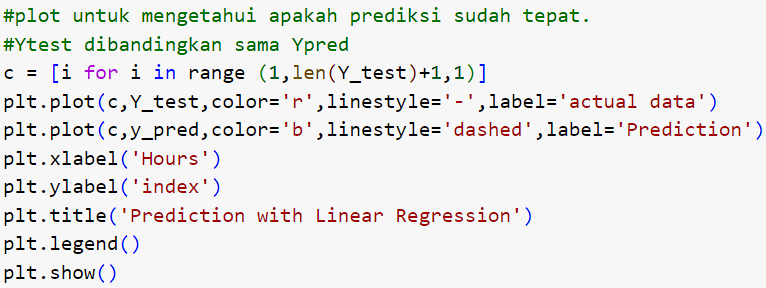 #plot untuk mengetahui apakah prediksi sudah tepat.
#Ytest dibandingkan sama Ypred
c = [i for i in range (1,len(Y_test)+1,1)]
plt.plot(c,Y_test,color='r',linestyle='-',label='actual data')
plt.plot(c,y_pred,color='b',linestyle='dashed',label='Prediction')
plt.xlabel('Hours')
plt.ylabel('index')
plt.title('Prediction with Linear Regression')
plt.legend()
plt.show()